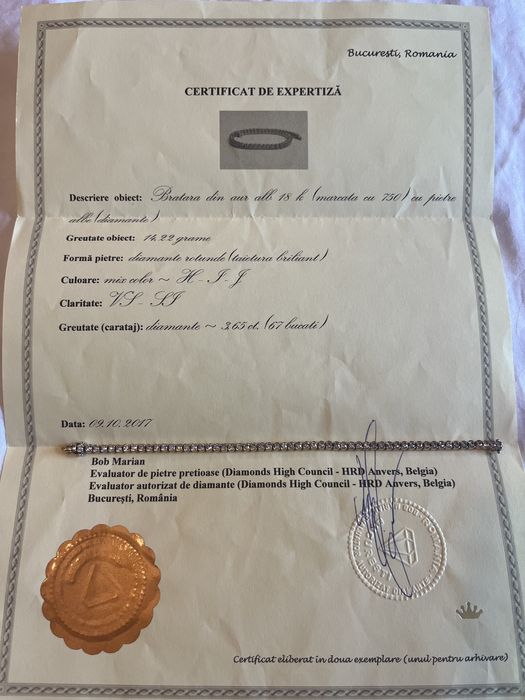 Bucuresti, Romania
CERTIFICAT DE EXPERTIZĂ
Descriere obiect: Bratara din aur alb 18 k (marcata cu 750) cu pietre
albe (diamante)
Greutate obiect: 14,22 grame
Formă pietre: diamante rotunde (taietura briliant)
Culoare: mix color ~ H - I - J
Claritate: VS - SI
Greutate (carataj): diamante ~ 3,65 ct. (67 bucati)
Data: 09.10.2017
Bob Marian
Evaluator de pietre pretioase (Diamonds High Council - HRD Anvers, Belgia)
Evaluator autorizat de diamante (Diamonds High Council - HRD Anvers, Belgia)
București, România
Certificat eliberat in doua exemplare (unul pentru arhivare)